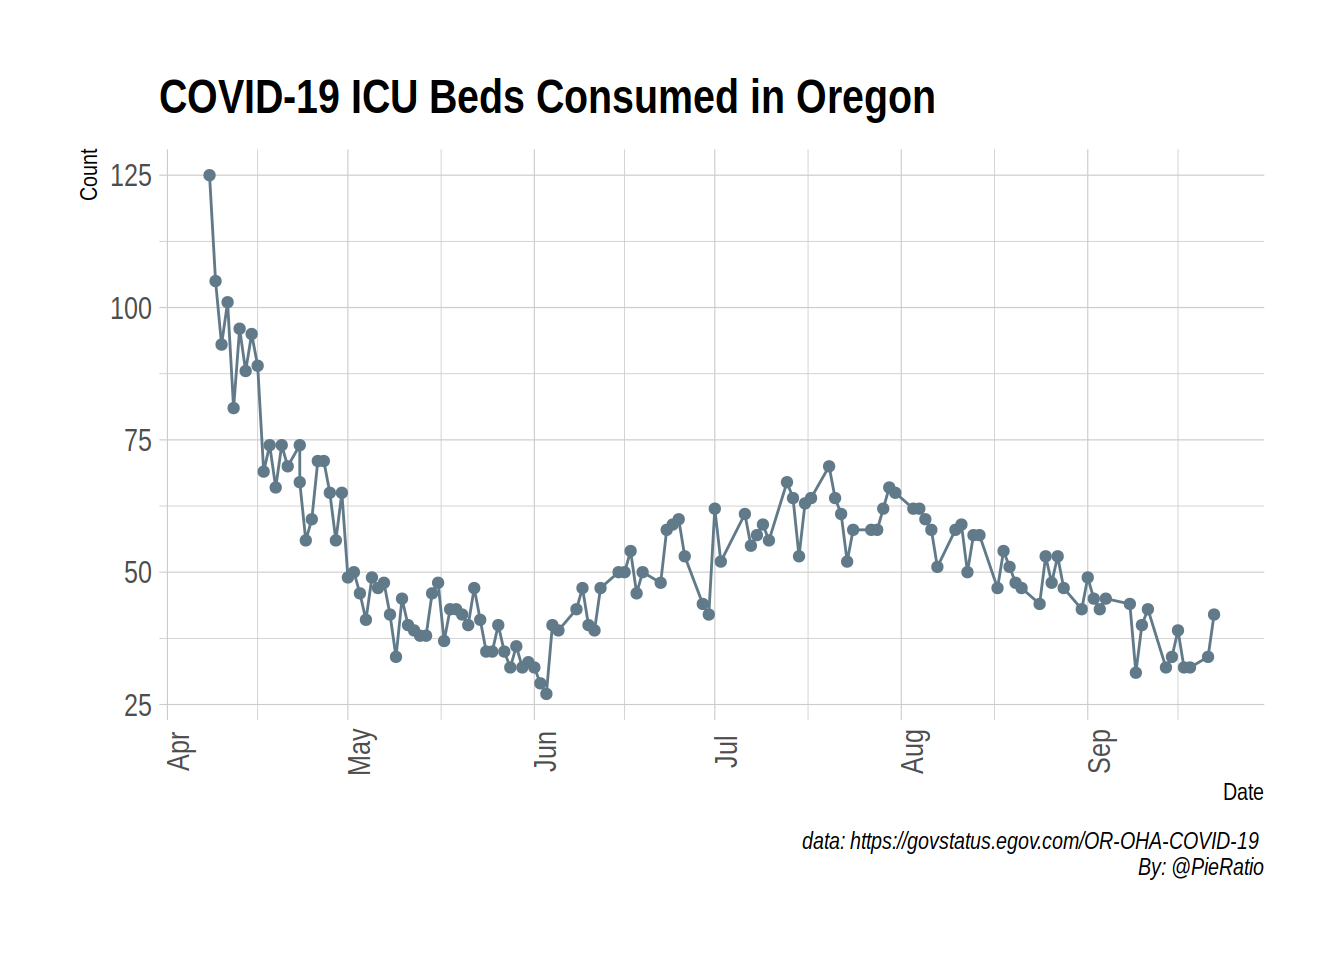 COVID-19 ICU Beds Consumed in Oregon
Count
125
100
75
50
25
Apr
May
Jun
Jul
Aug
Sep
Date
data: https://govstatus.egov.com/OR-OHA-COVID-19
By: @PieRatio